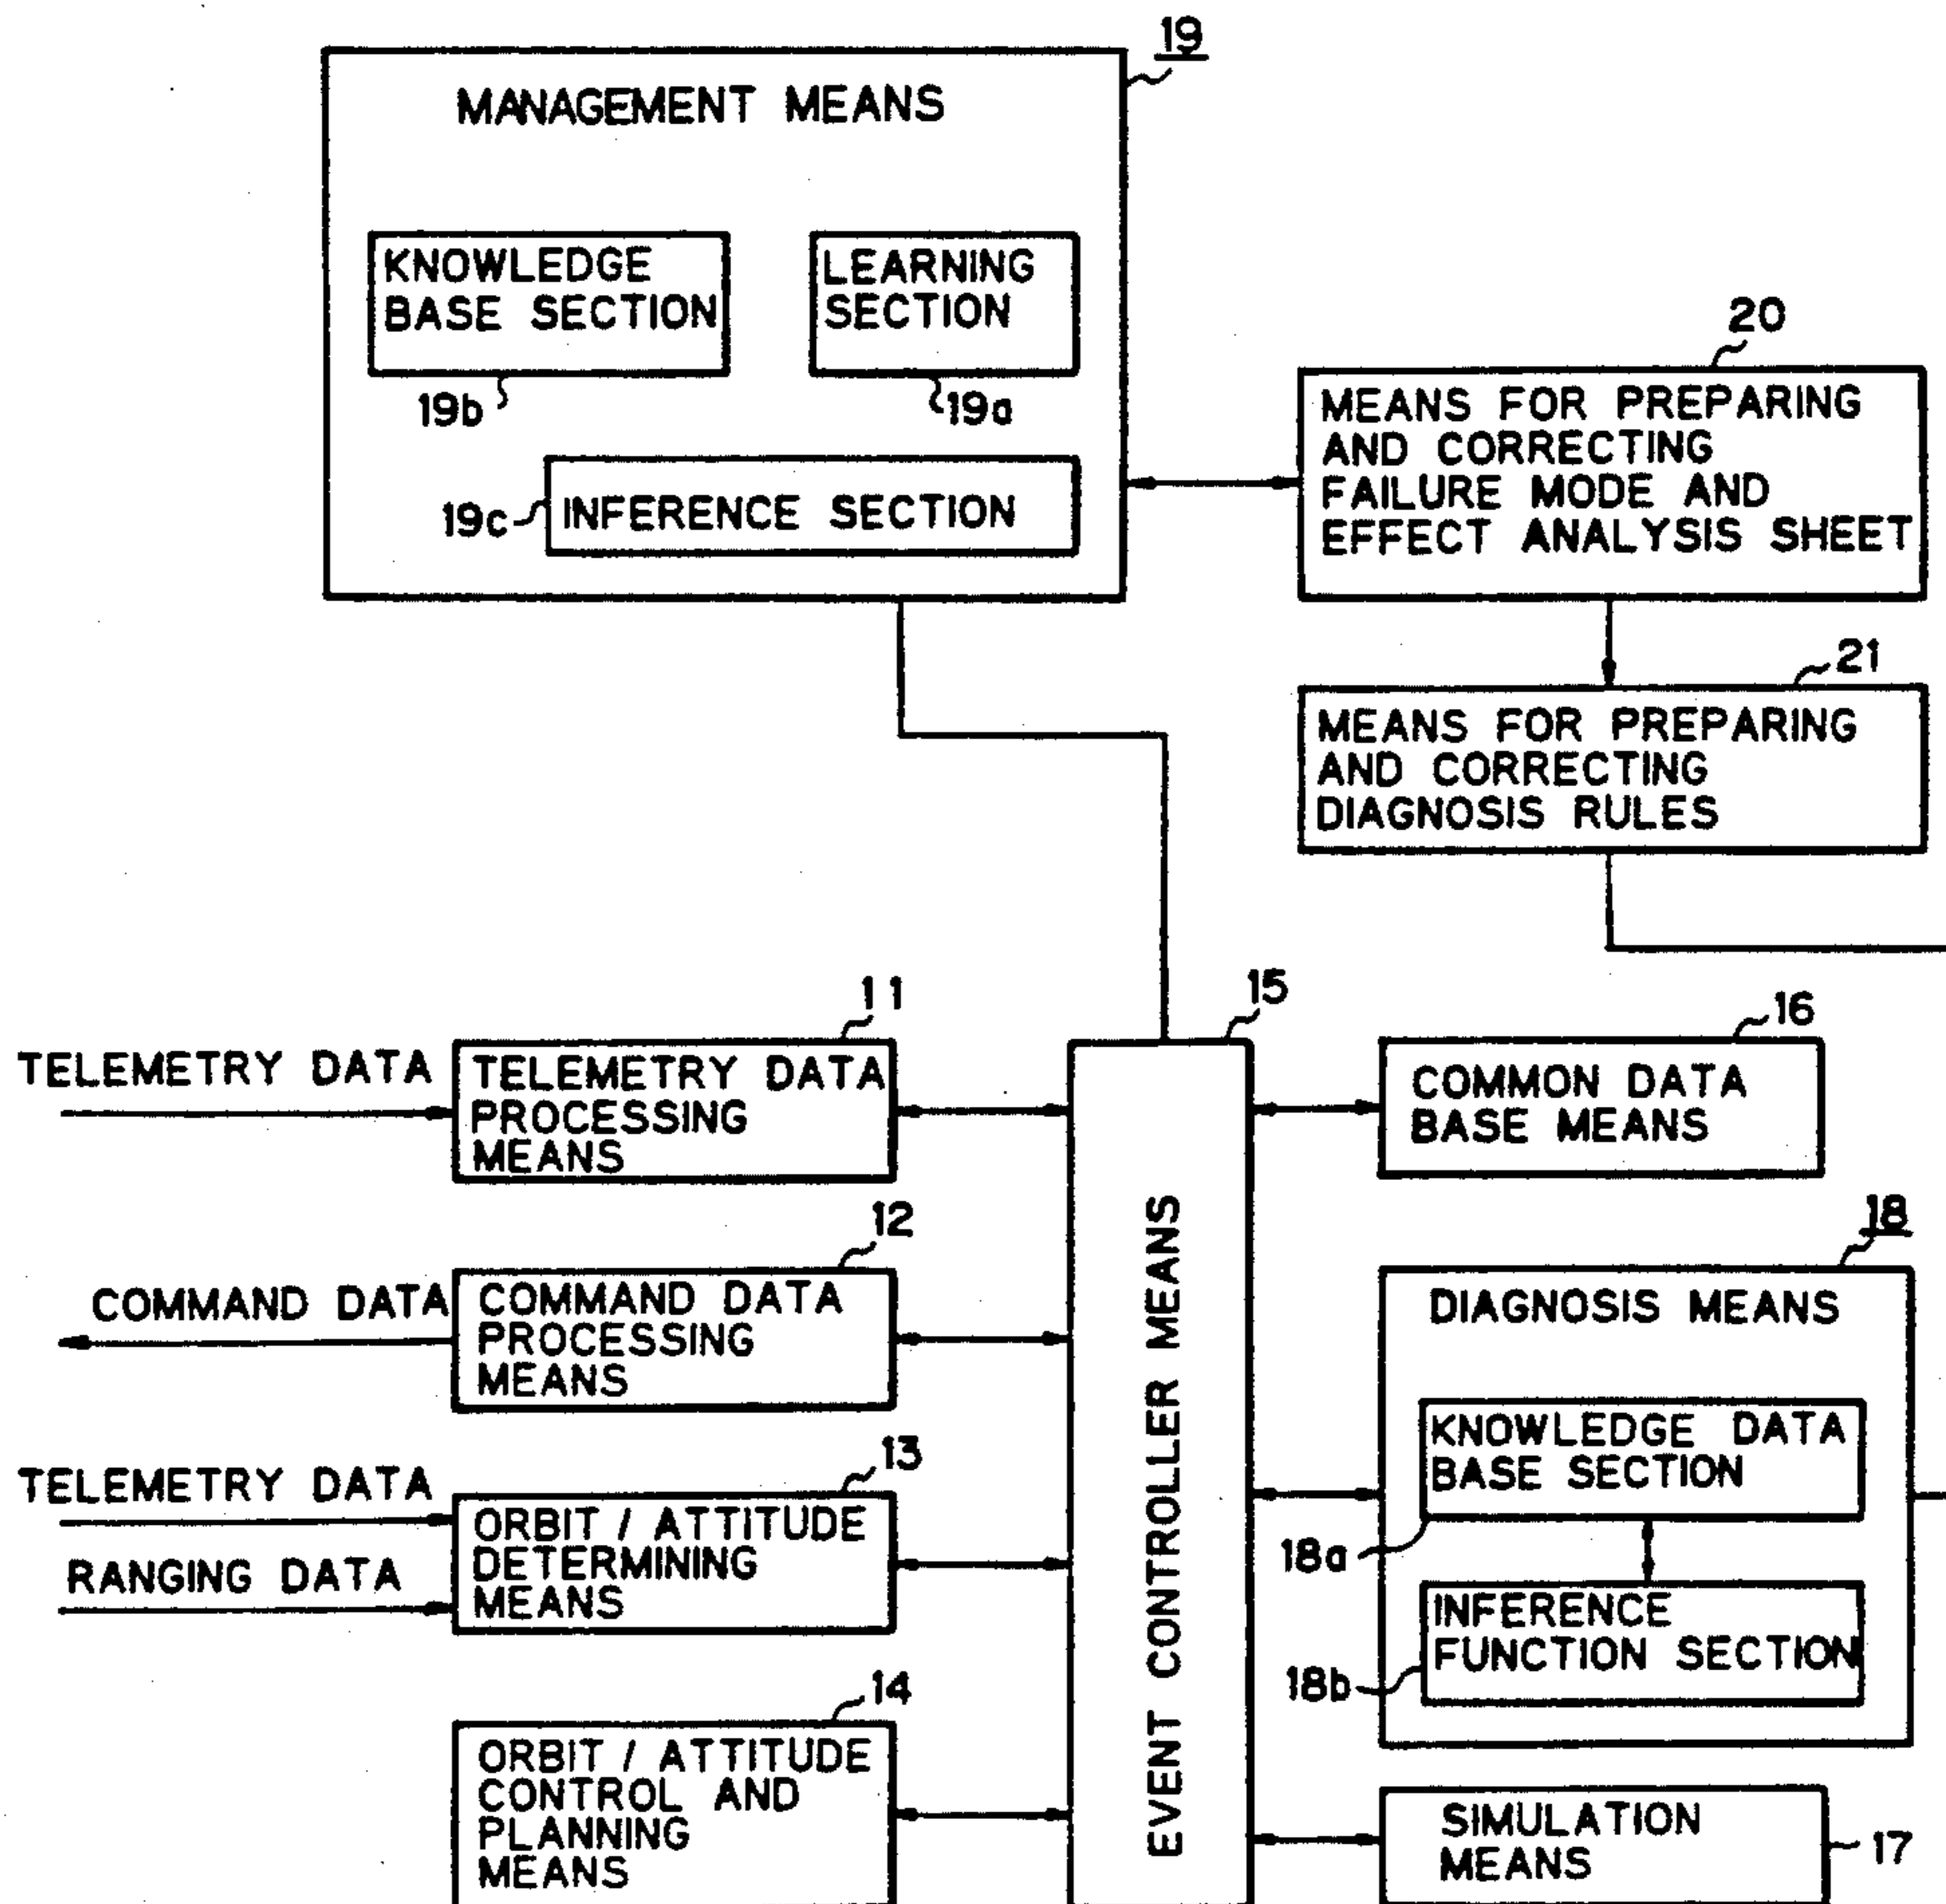 19
MANAGEMENT MEANS
KNOWLEDGE
BASE SECTION
19b
LEARNING
SECTION
19a
19c
INFERENCE SECTION
20
MEANS FOR PREPARING
AND CORRECTING
FAILURE MODE AND
EFFECT ANALYSIS SHEET
21
MEANS FOR PREPARING
AND CORRECTING
DIAGNOSIS RULES
TELEMETRY DATA
11
TELEMETRY DATA
PROCESSING
MEANS
COMMAND DATA
12
COMMAND DATA
PROCESSING
MEANS
TELEMETRY DATA
RANGING DATA
13
ORBIT / ATTITUDE
DETERMINING
MEANS
14
ORBIT / ATTITUDE
CONTROL AND
PLANNING
MEANS
15
EVENT CONTROLLER MEANS
16
COMMON DATA
BASE MEANS
18
DIAGNOSIS MEANS
KNOWLEDGE DATA
BASE SECTION
18a
INFERENCE
FUNCTION SECTION
18b
SIMULATION
MEANS
17